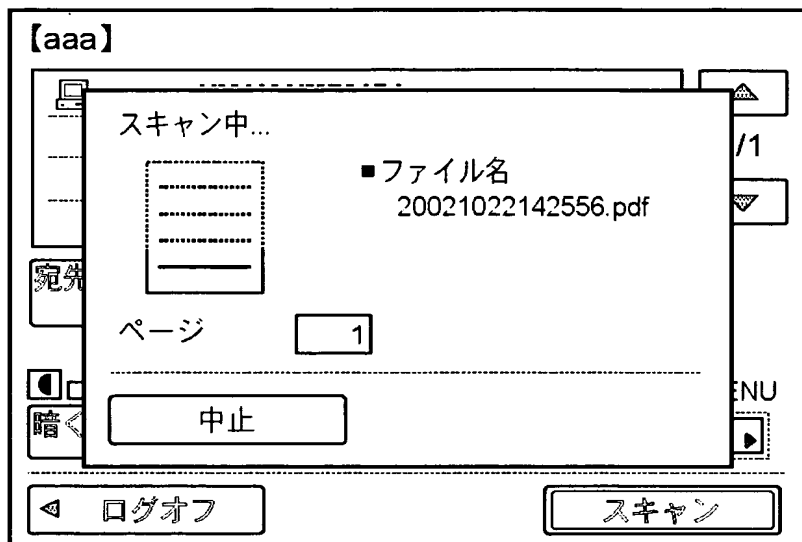 【aaa】
/1
スキャン中...
■ファイル名
20021022142556.pdf
宛先
ページ 1
ENU
暗く
中止
ログオフ
スキャン